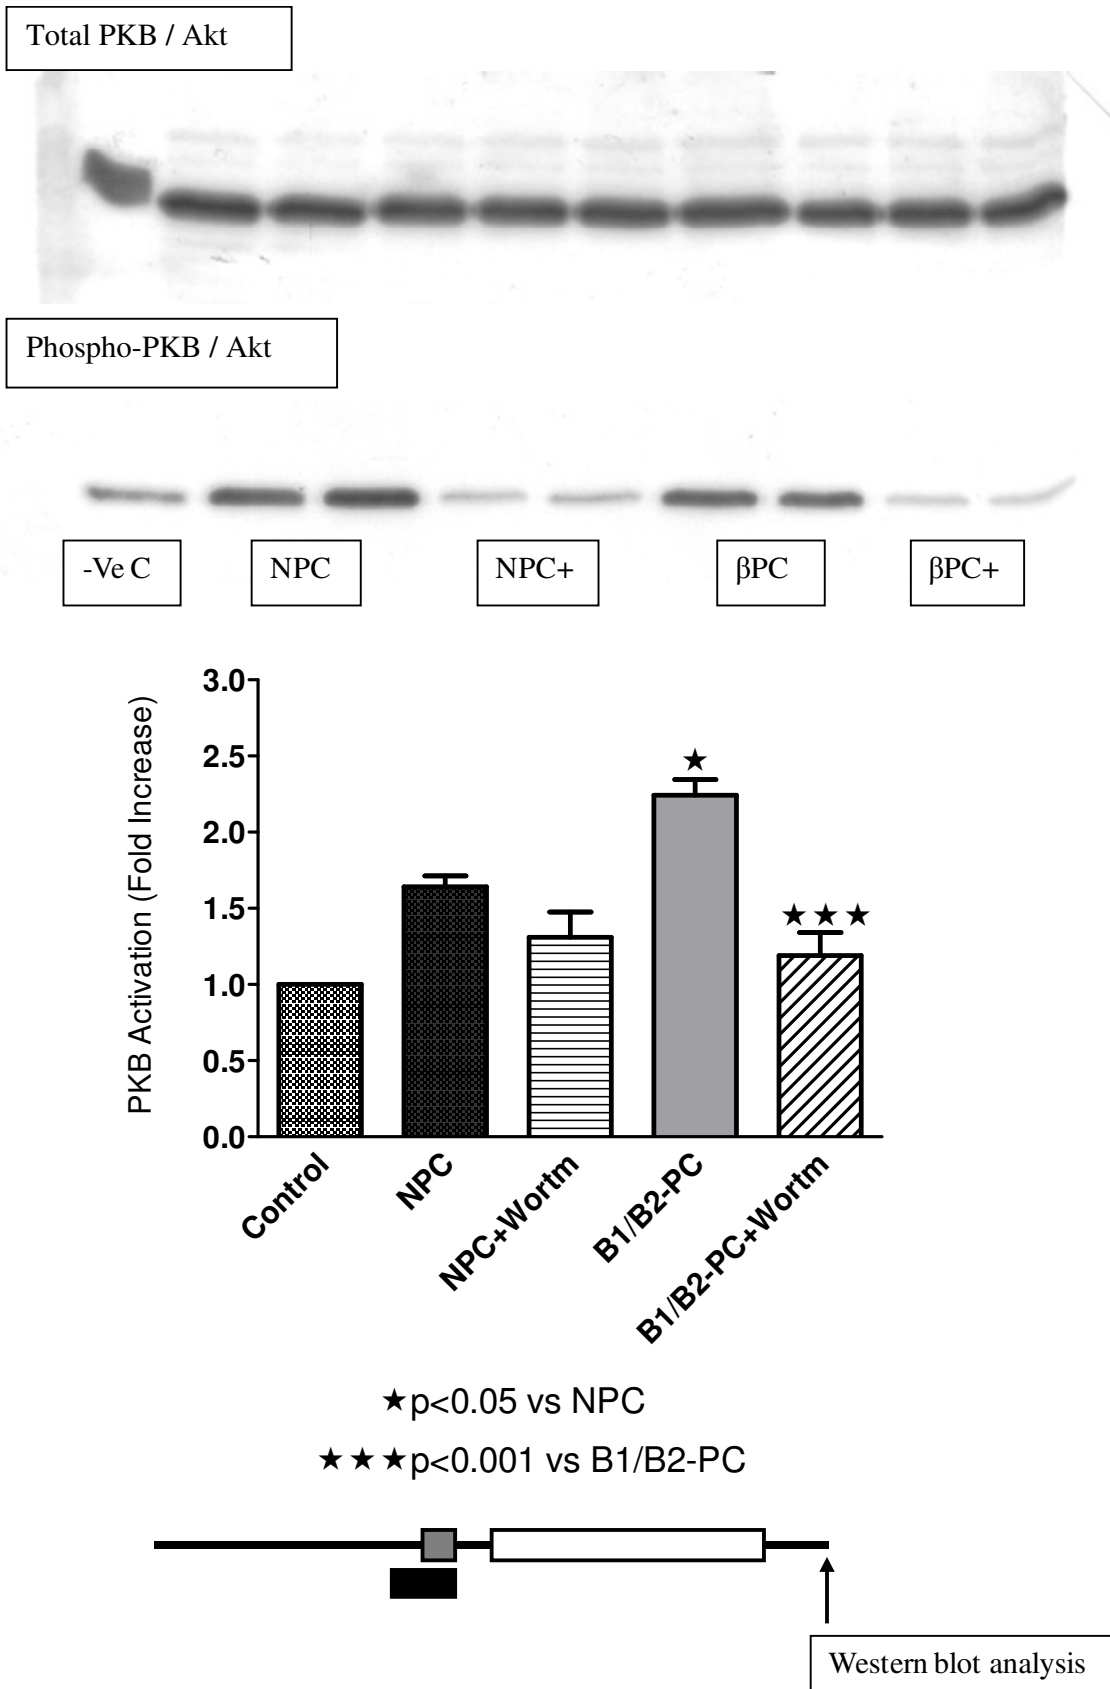 Total PKB / Akt
Phospho-PKB / Akt
-Ve C
NPC
NPC+
βPC
βPC+
PKB Activation (Fold Increase)
3.0
2.5
2.0
1.5
1.0
0.5
0.0
★
★★★
Control
NPC
NPC+Wortm
B1/B2-PC
B1/B2-PC+Wortm
★p<0.05 vs NPC
★★★p<0.001 vs B1/B2-PC
Western blot analysis